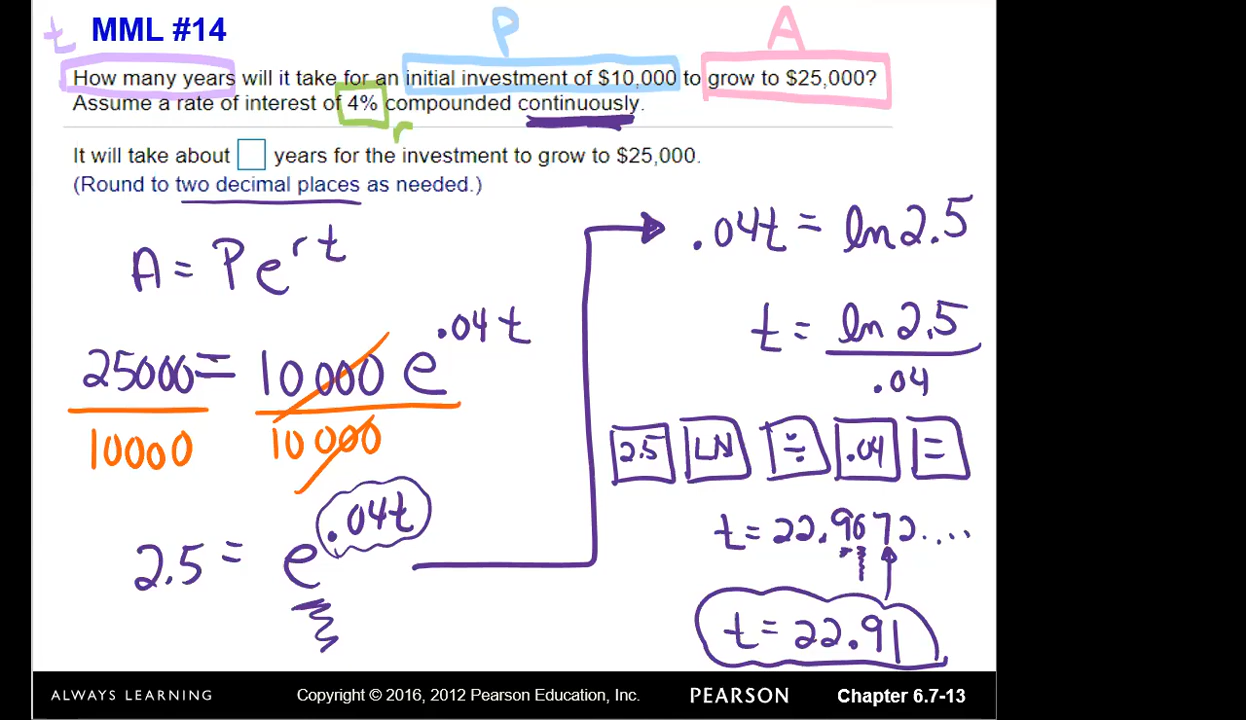 MML #14
t
P
A
How many years will it take for an initial investment of $10,000 to grow to $25,000?
Assume a rate of interest of 4% compounded continuously.
r
It will take about years for the investment to grow to $25,000.
(Round to two decimal places as needed.)
A = Pe^rt
25000 = 10000 e^.04t
10000 10000
2.5 = e^.04t
.04t = ln 2.5
t = ln 2.5
.04
2.5 LN ÷ .04 =
t = 22.9672....
t = 22.91
ALWAYS LEARNING
Copyright © 2016, 2012 Pearson Education, Inc.
PEARSON
Chapter 6.7-13